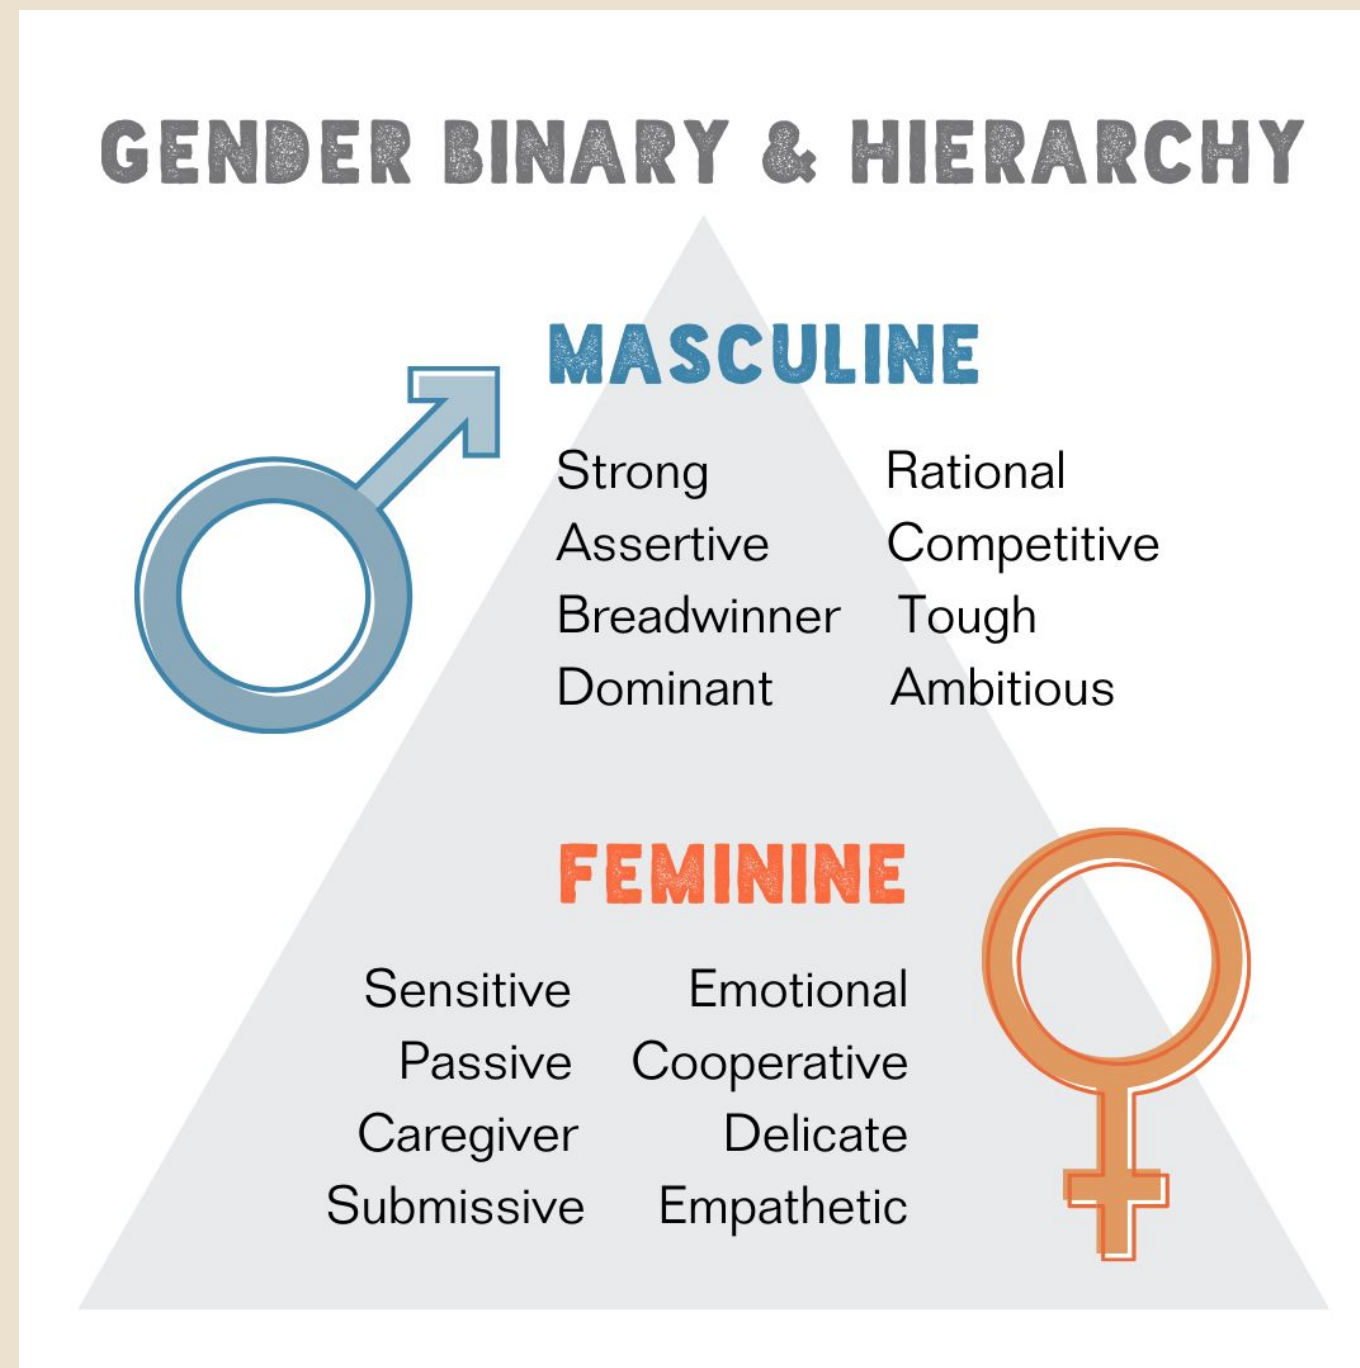 GENDER BINARY & HIERARCHY
MASCULINE
Strong Rational
Assertive Competitive
Breadwinner Tough
Dominant Ambitious
FEMININE
Sensitive Emotional
Passive Cooperative
Caregiver Delicate
Submissive Empathetic